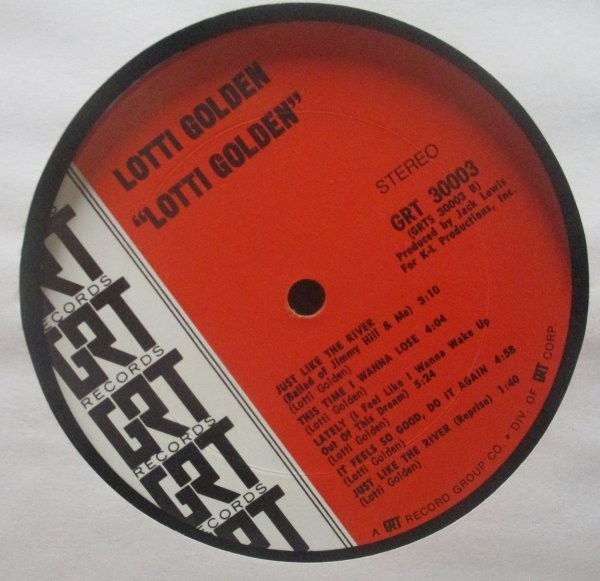 LOTTI GOLDEN
"LOTTI GOLDEN"
STEREO
GRT 30003
(GRTS 30003 B)
Produced by Jack Lewis
For K-L Productions, Inc.
JUST LIKE THE RIVER
(Ballad of Jimmy Hill & Me) 3:10
(Lotti Golden)
THIS TIME I WANNA LOSE 4:04
(Lotti Golden)
LATELY (I Feel Like I Wanna Wake Up
Out Of This Dream) 5:24
(Lotti Golden)
IT FEELS SO GOOD, DO IT AGAIN 4:58
(Lotti Golden)
JUST LIKE THE RIVER (Reprise) 1:40
(Lotti Golden)
A GRT RECORD GROUP CO. • DIV. OF GRT CORP.
GRT
RECORDS
GRT
RECORDS
GRT
RECORDS
GRT
RECORDS
GRT